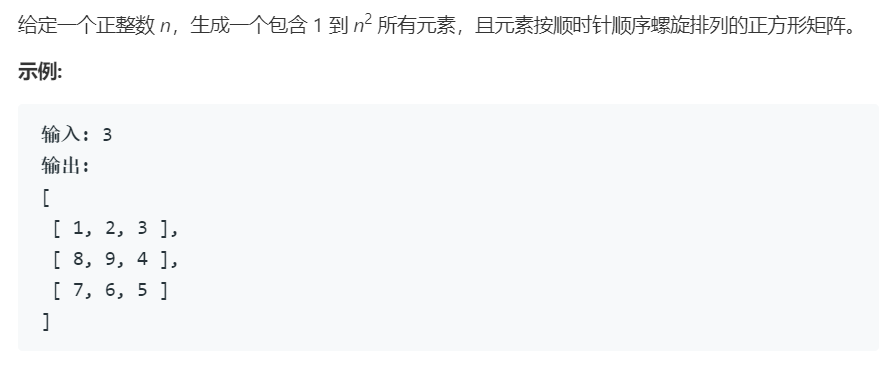 给定一个正整数 n，生成一个包含 1 到 n² 所有元素，且元素按顺时针顺序螺旋排列的正方形矩阵。
示例:
输入: 3
输出:
[
 [ 1, 2, 3 ],
 [ 8, 9, 4 ],
 [ 7, 6, 5 ]
]